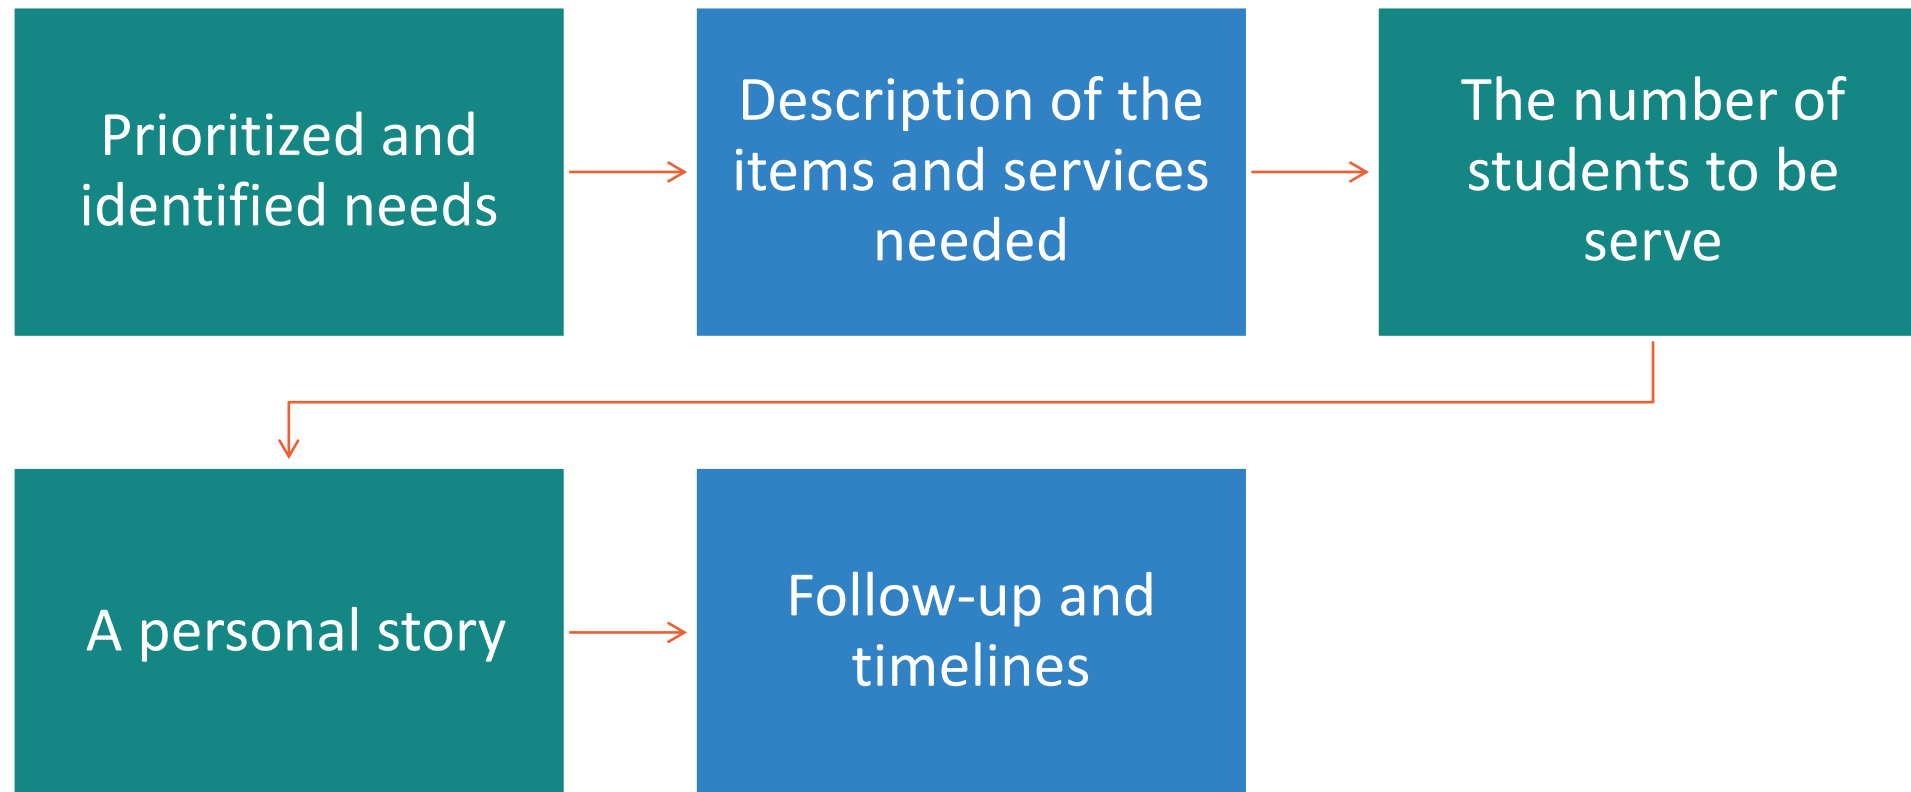 Prioritized and
identified needs
Description of the
items and services
needed
The number of
students to be
serve
A personal story
Follow-up and
timelines